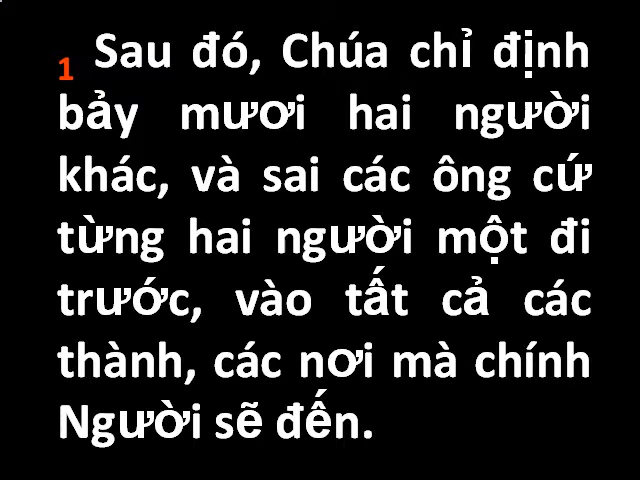 1 Sau đó, Chúa chỉ định
bảy mươi hai người
khác, và sai các ông cứ
từng hai người một đi
trước, vào tất cả các
thành, các nơi mà chính
Người sẽ đến.